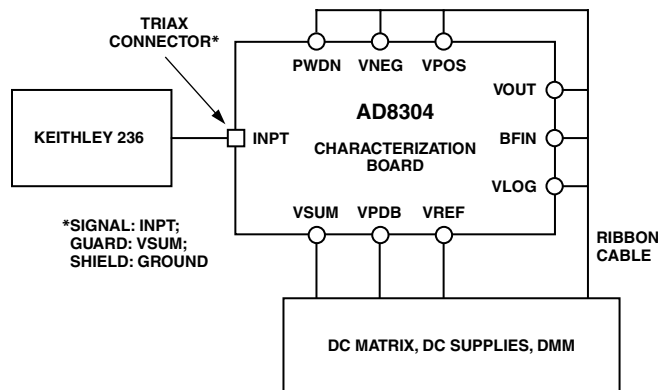 TRIAX
CONNECTOR*
PWDN VNEG VPOS
VOUT
AD8304
KEITHLEY 236
INPT
BFIN
CHARACTERIZATION
BOARD
VLOG
VSUM VPDB VREF
*SIGNAL: INPT;
GUARD: VSUM;
SHIELD: GROUND
RIBBON
CABLE
DC MATRIX, DC SUPPLIES, DMM